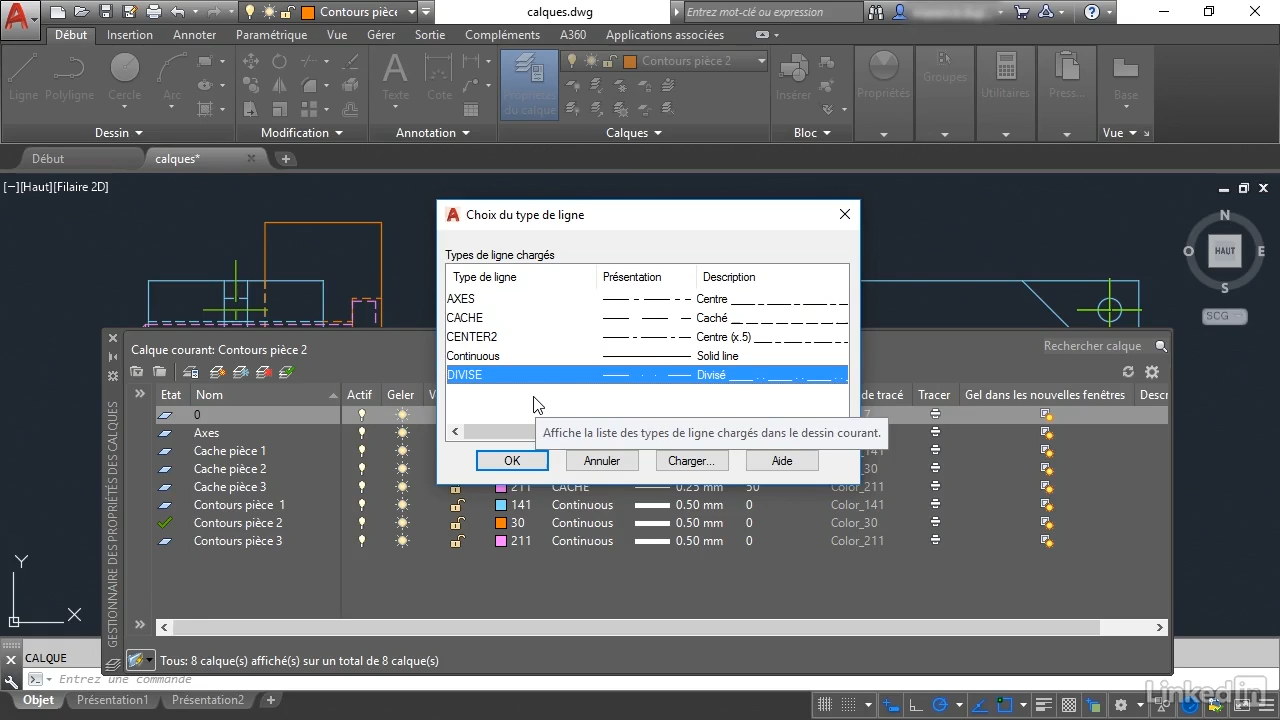 Contours pièce
calques.dwg
Entrez mot-clé ou expression
Début Insertion Annoter Paramétrique Vue Gérer Sortie Compléments A360 Applications associées
Ligne Polyligne Cercle Arc Texte Cote Propriétés du calque Contours pièce 2 Insérer Propriétés Groupes Utilitaires Press... Base
Dessin Modification Annotation Calques Bloc Vue
Début calques*
[−][Haut][Filaire 2D]
N
O HAUT E
S
SCG
Choix du type de ligne
Types de ligne chargés
Type de ligne Présentation Description
AXES Centre
CACHE Caché
CENTER2 Centre (x.5)
Continuous Solid line
DIVISE Divisé
Affiche la liste des types de ligne chargés dans le dessin courant.
OK Annuler Charger... Aide
Calque courant: Contours pièce 2
Rechercher calque
GESTIONNAIRE DES PROPRIÉTÉS DES CALQUES
Etat Nom Actif Geler V de tracé Tracer Gel dans les nouvelles fenêtres Descr
0
Axes
Cache pièce 1
Cache pièce 2
Cache pièce 3 211 CACHE 0.25 mm 50 Color_211
Contours pièce 1 141 Continuous 0.50 mm 0 Color_141
Contours pièce 2 30 Continuous 0.50 mm 0 Color_30
Contours pièce 3 211 Continuous 0.50 mm 0 Color_211
Tous: 8 calque(s) affiché(s) sur un total de 8 calque(s)
Y
X
CALQUE
Entrez une commande
Objet Présentation1 Présentation2
Linked in